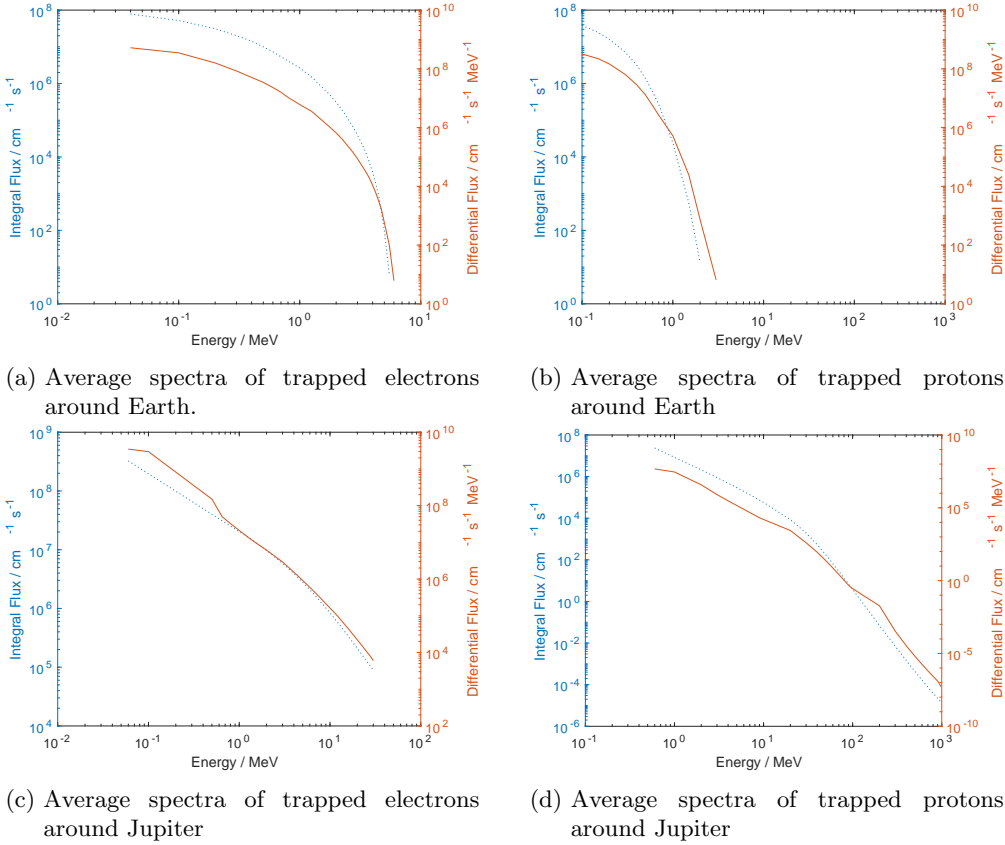 10^8
10^6
10^4
10^2
10^0
Integral Flux / cm -1 s^-1
10^10
10^8
10^6
10^4
10^2
10^0
Differential Flux / cm -1 s^-1 MeV^-1
10^-2 10^-1 10^0 10^1
Energy / MeV
(a) Average spectra of trapped electrons
around Earth.
10^8
10^6
10^4
10^2
10^0
Integral Flux / cm -1 s^-1
10^10
10^8
10^6
10^4
10^2
10^0
Differential Flux / cm -1 s^-1 MeV^-1
10^-1 10^0 10^1 10^2 10^3
Energy / MeV
(b) Average spectra of trapped protons
around Earth
10^9
10^8
10^7
10^6
10^5
10^4
Integral Flux / cm -1 s^-1
10^10
10^8
10^6
10^4
10^2
Differential Flux / cm -1 s^-1 MeV^-1
10^-2 10^-1 10^0 10^1 10^2
Energy / MeV
(c) Average spectra of trapped electrons
around Jupiter
10^8
10^6
10^4
10^2
10^0
10^-2
10^-4
10^-6
Integral Flux / cm -1 s^-1
10^10
10^5
10^0
10^-5
10^-10
Differential Flux / cm -1 s^-1 MeV^-1
10^-1 10^0 10^1 10^2 10^3
Energy / MeV
(d) Average spectra of trapped protons
around Jupiter